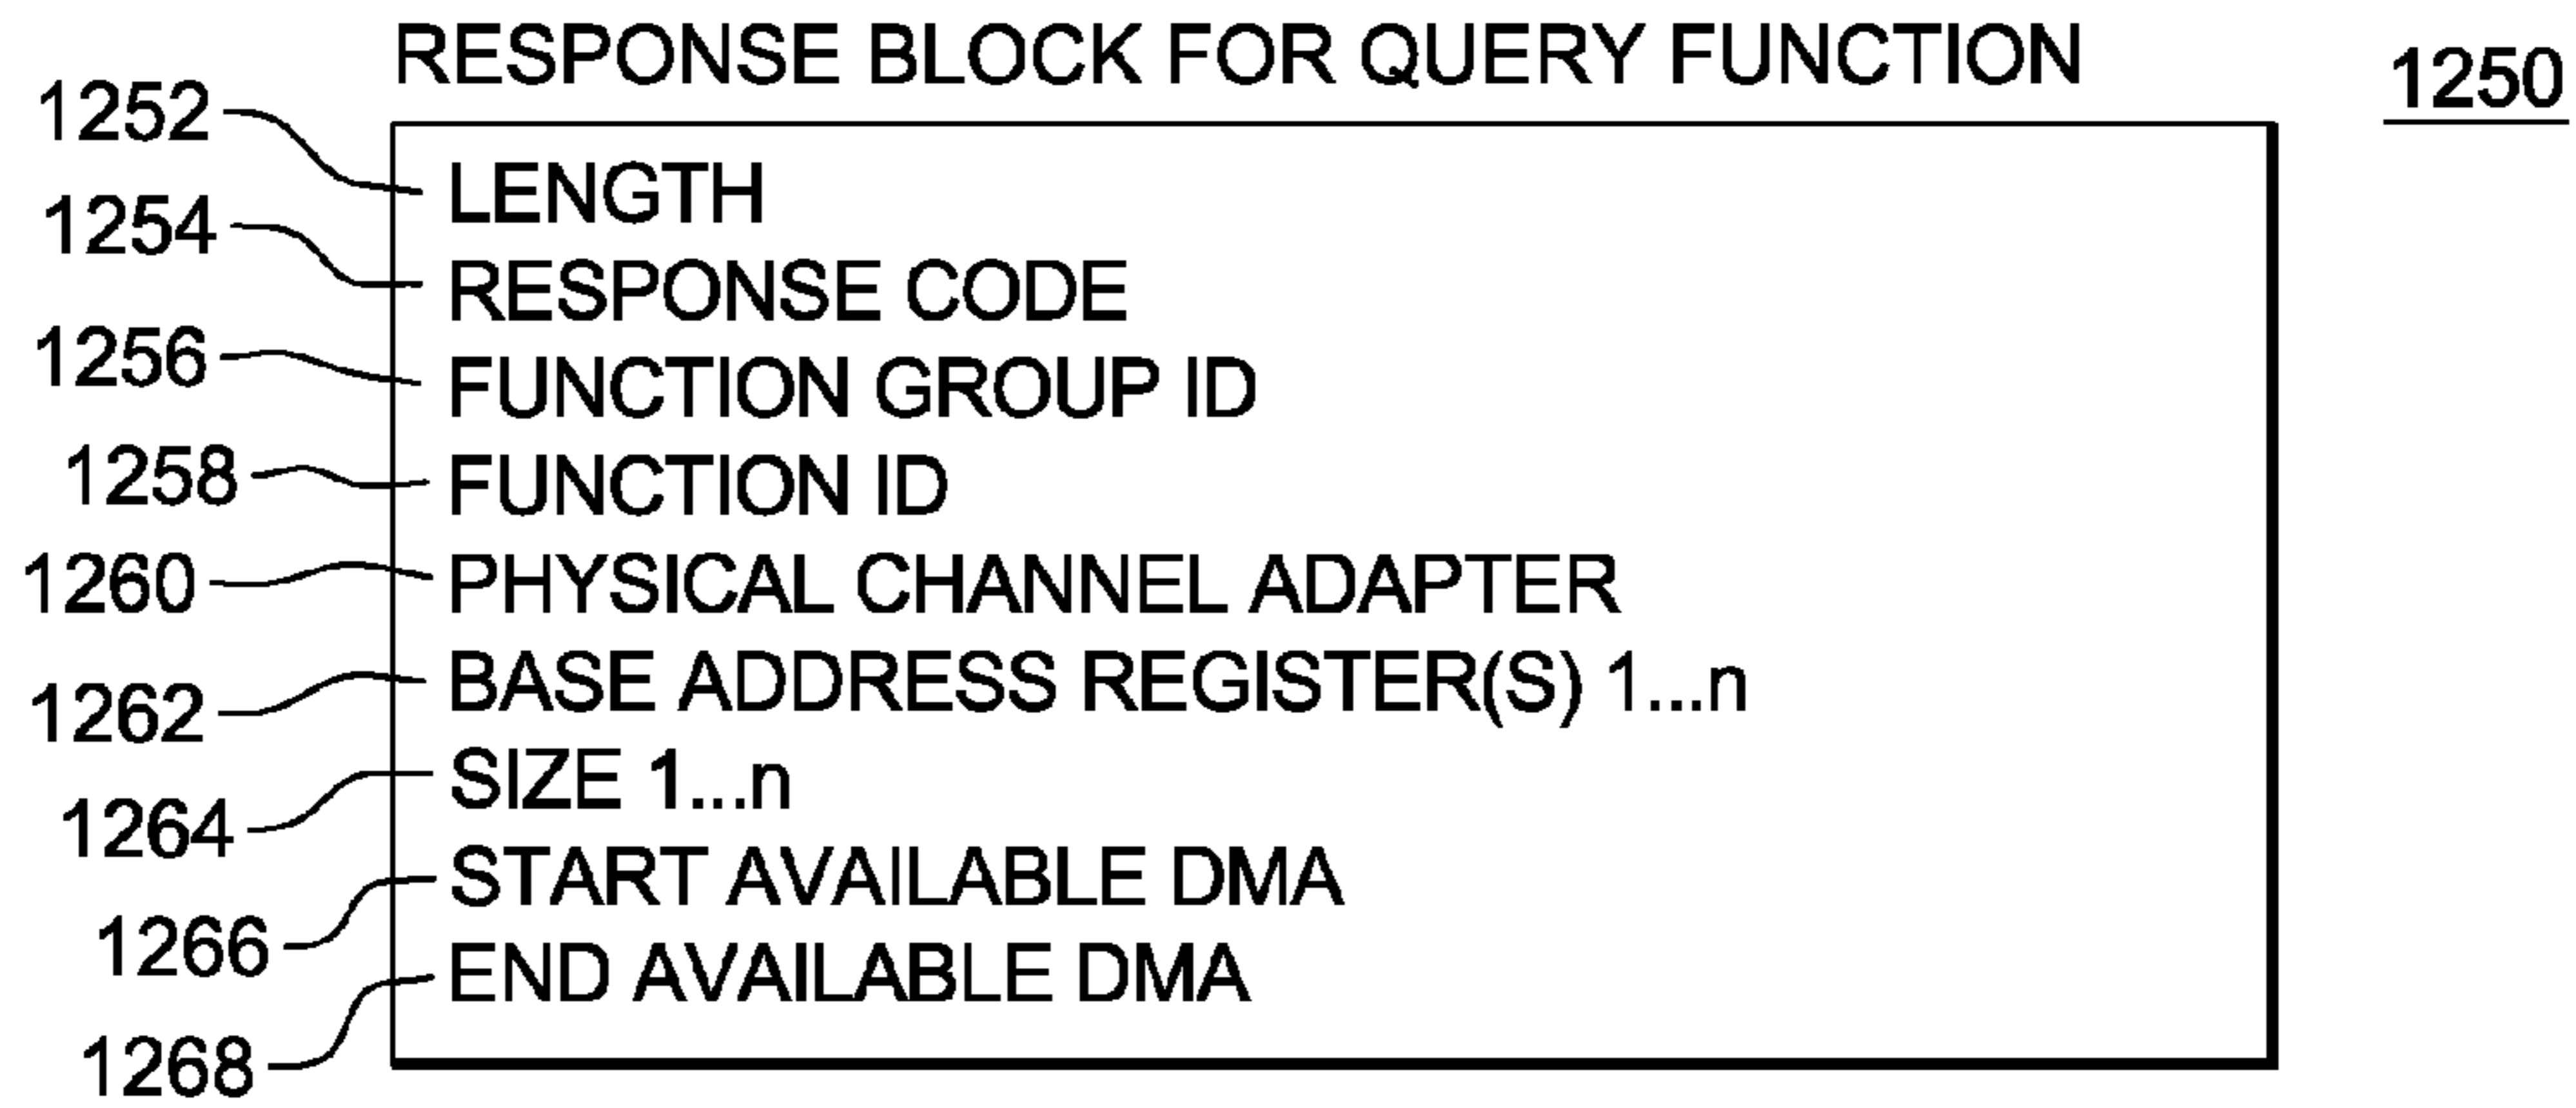 RESPONSE BLOCK FOR QUERY FUNCTION
1250
1252 LENGTH
1254 RESPONSE CODE
1256 FUNCTION GROUP ID
1258 FUNCTION ID
1260 PHYSICAL CHANNEL ADAPTER
1262 BASE ADDRESS REGISTER(S) 1...n
1264 SIZE 1...n
1266 START AVAILABLE DMA
1268 END AVAILABLE DMA